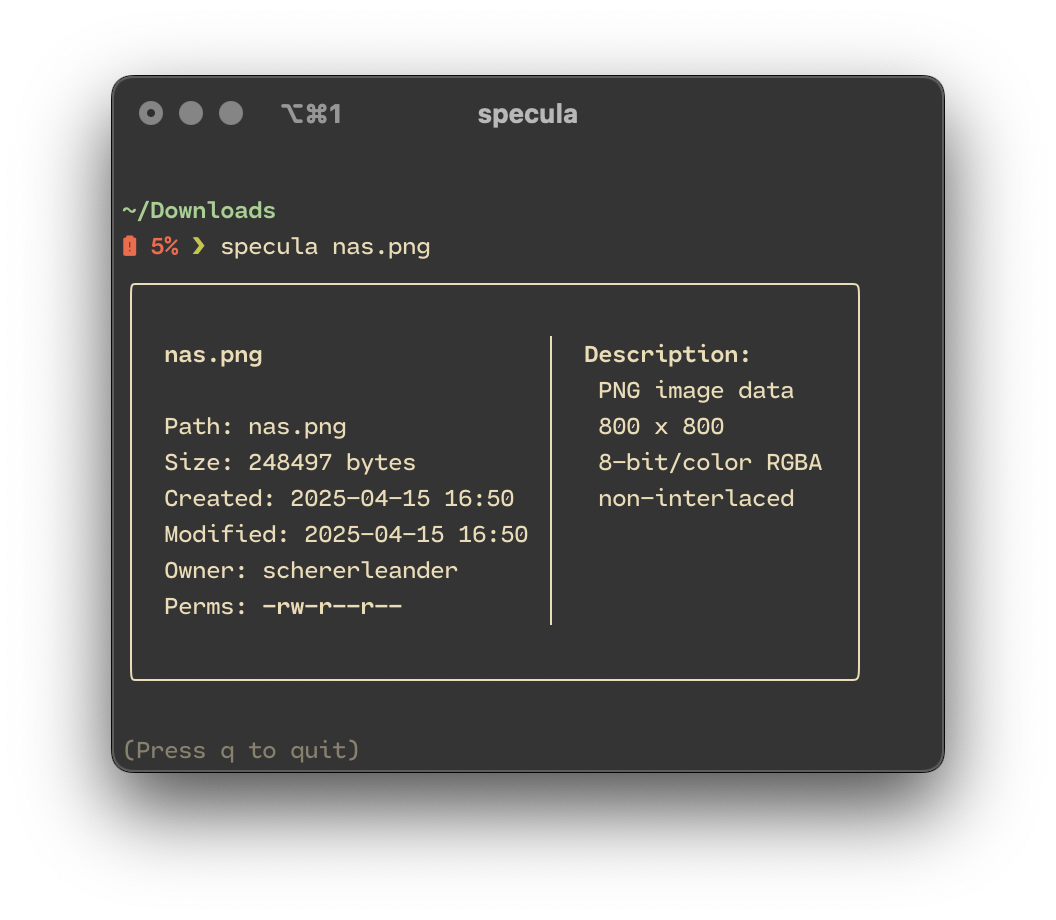 ⌥⌘1 specula
~/Downloads
5% ❯ specula nas.png
nas.png
Path: nas.png
Size: 248497 bytes
Created: 2025-04-15 16:50
Modified: 2025-04-15 16:50
Owner: schererleander
Perms: -rw-r--r--
Description:
PNG image data
800 x 800
8-bit/color RGBA
non-interlaced
(Press q to quit)